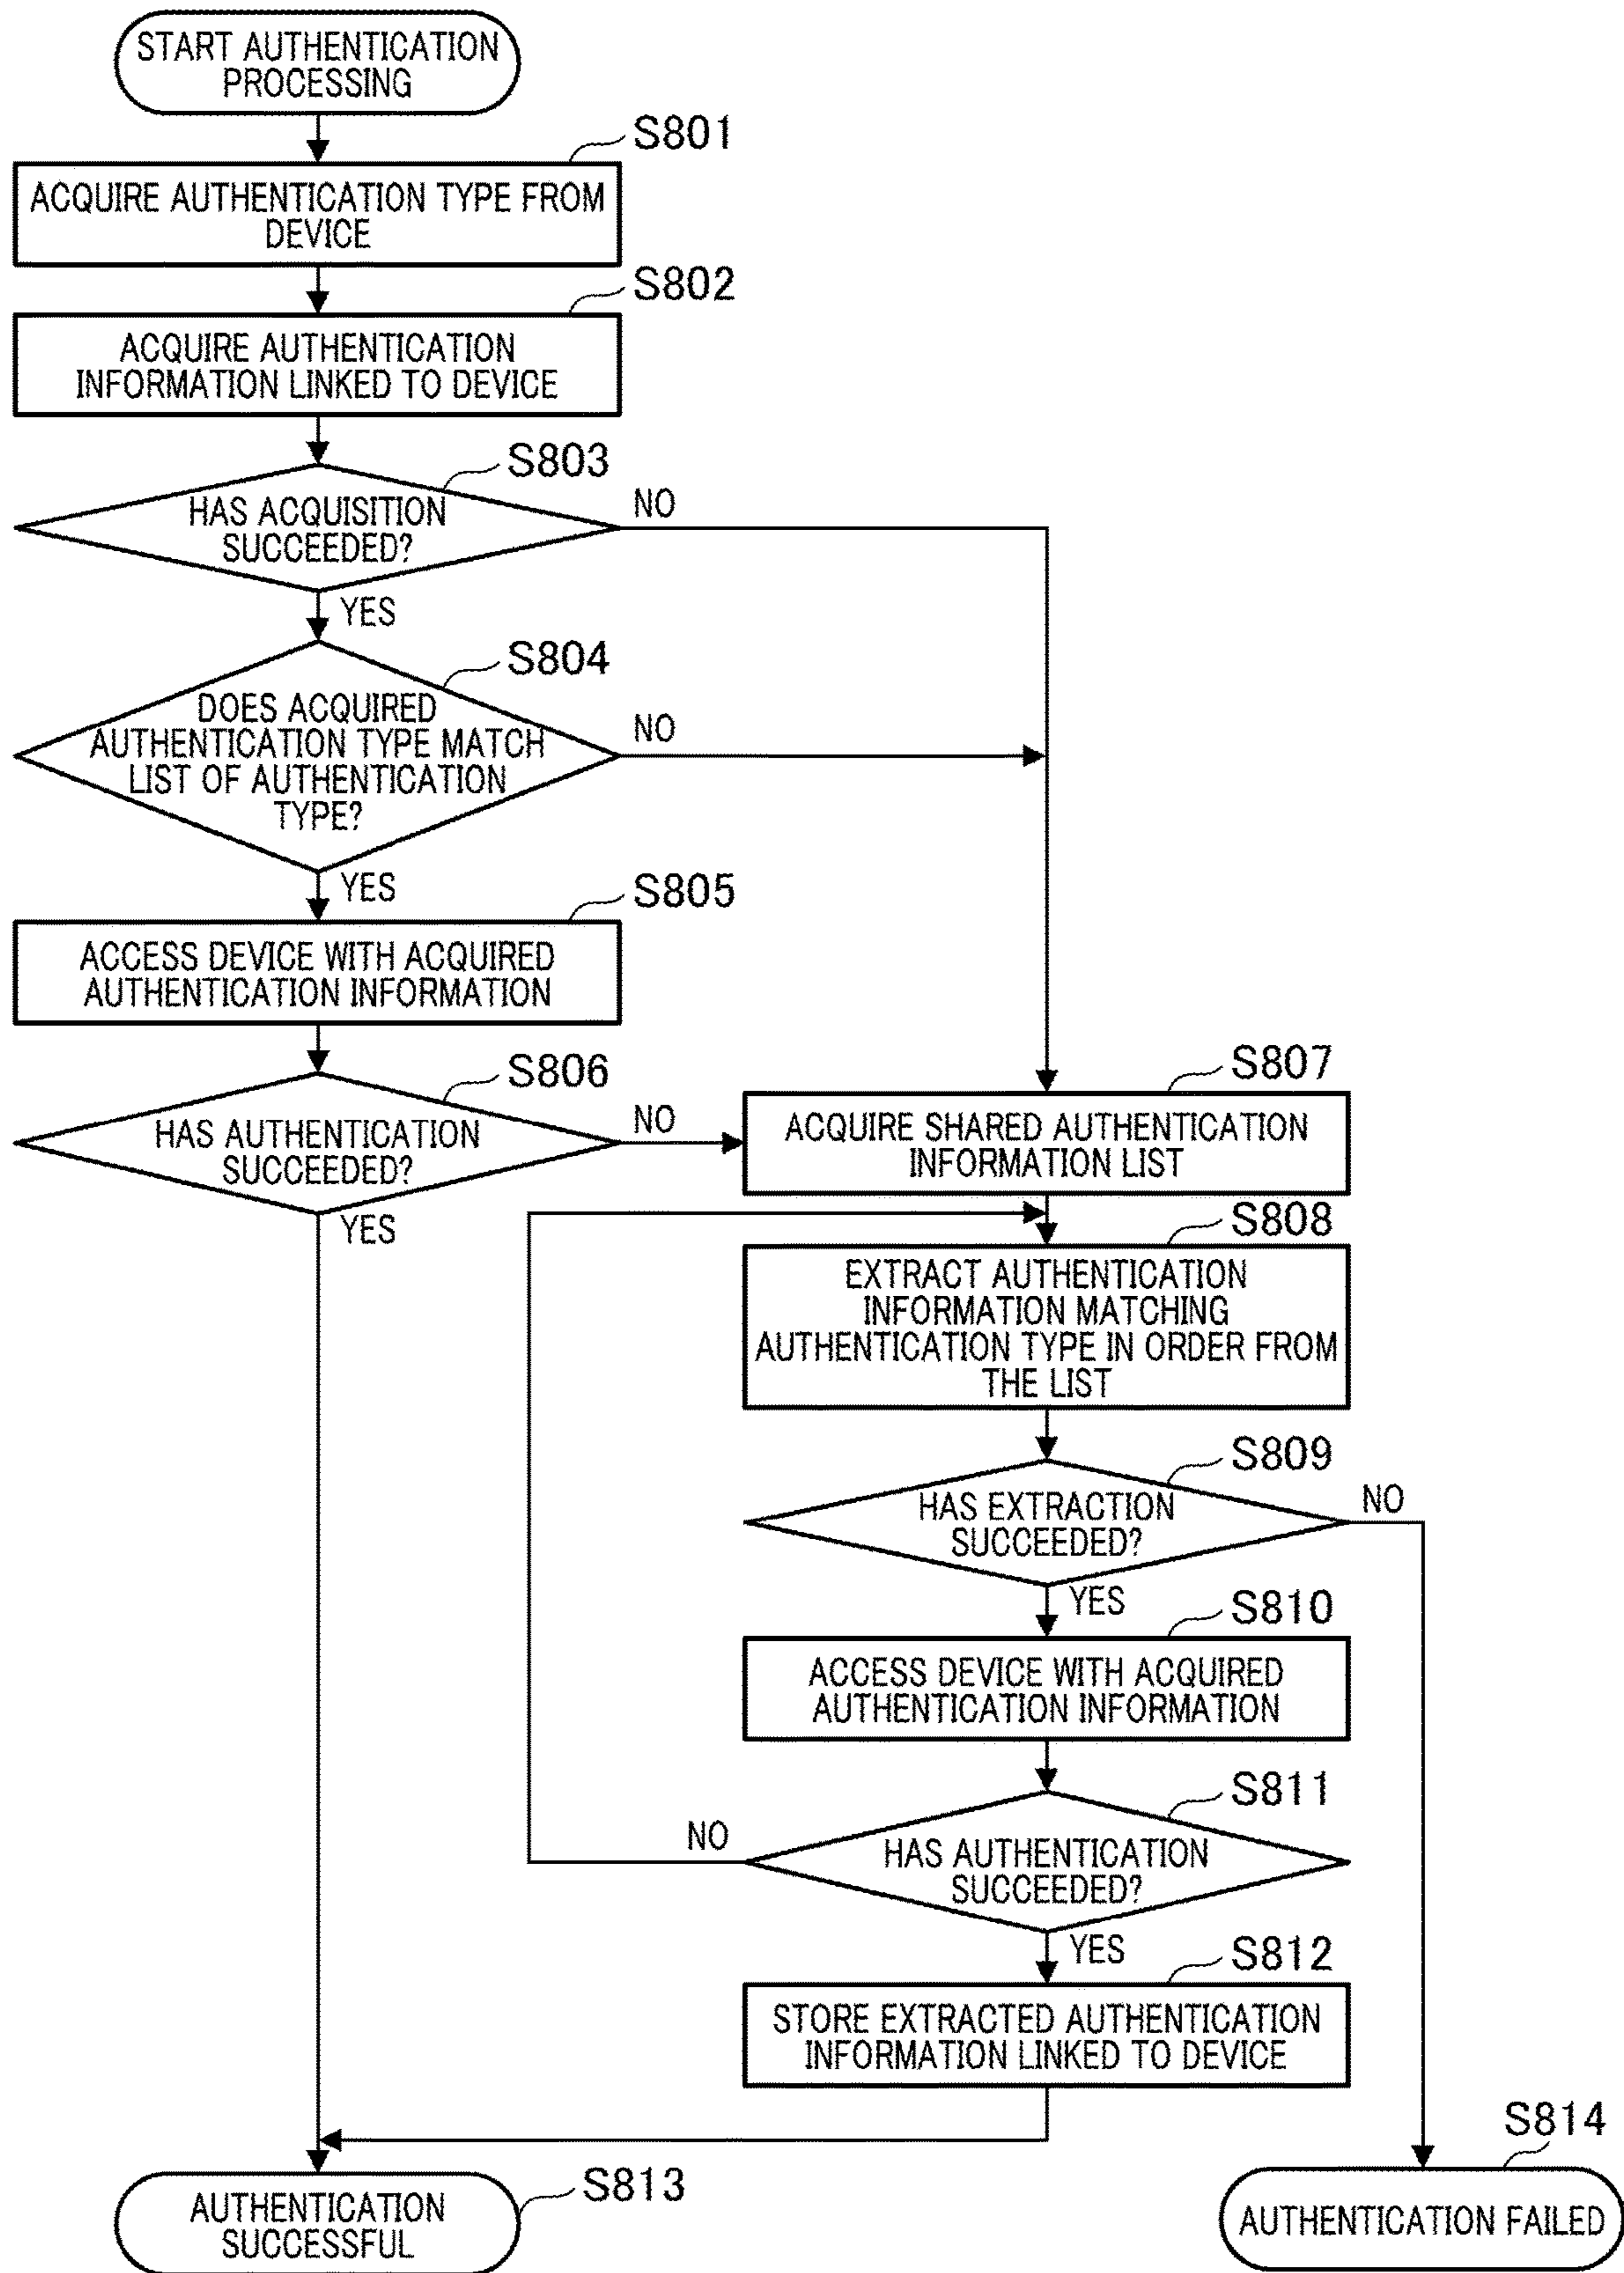 START AUTHENTICATION
PROCESSING
S801
ACQUIRE AUTHENTICATION TYPE FROM
DEVICE
S802
ACQUIRE AUTHENTICATION
INFORMATION LINKED TO DEVICE
S803
HAS ACQUISITION
SUCCEEDED?
NO
YES
S804
DOES ACQUIRED
AUTHENTICATION TYPE MATCH
LIST OF AUTHENTICATION
TYPE?
NO
YES
S805
ACCESS DEVICE WITH ACQUIRED
AUTHENTICATION INFORMATION
S806
HAS AUTHENTICATION
SUCCEEDED?
NO
YES
S807
ACQUIRE SHARED AUTHENTICATION
INFORMATION LIST
S808
EXTRACT AUTHENTICATION
INFORMATION MATCHING
AUTHENTICATION TYPE IN ORDER FROM
THE LIST
S809
HAS EXTRACTION
SUCCEEDED?
NO
YES
S810
ACCESS DEVICE WITH ACQUIRED
AUTHENTICATION INFORMATION
S811
HAS AUTHENTICATION
SUCCEEDED?
NO
YES
S812
STORE EXTRACTED AUTHENTICATION
INFORMATION LINKED TO DEVICE
S813
AUTHENTICATION
SUCCESSFUL
S814
AUTHENTICATION FAILED